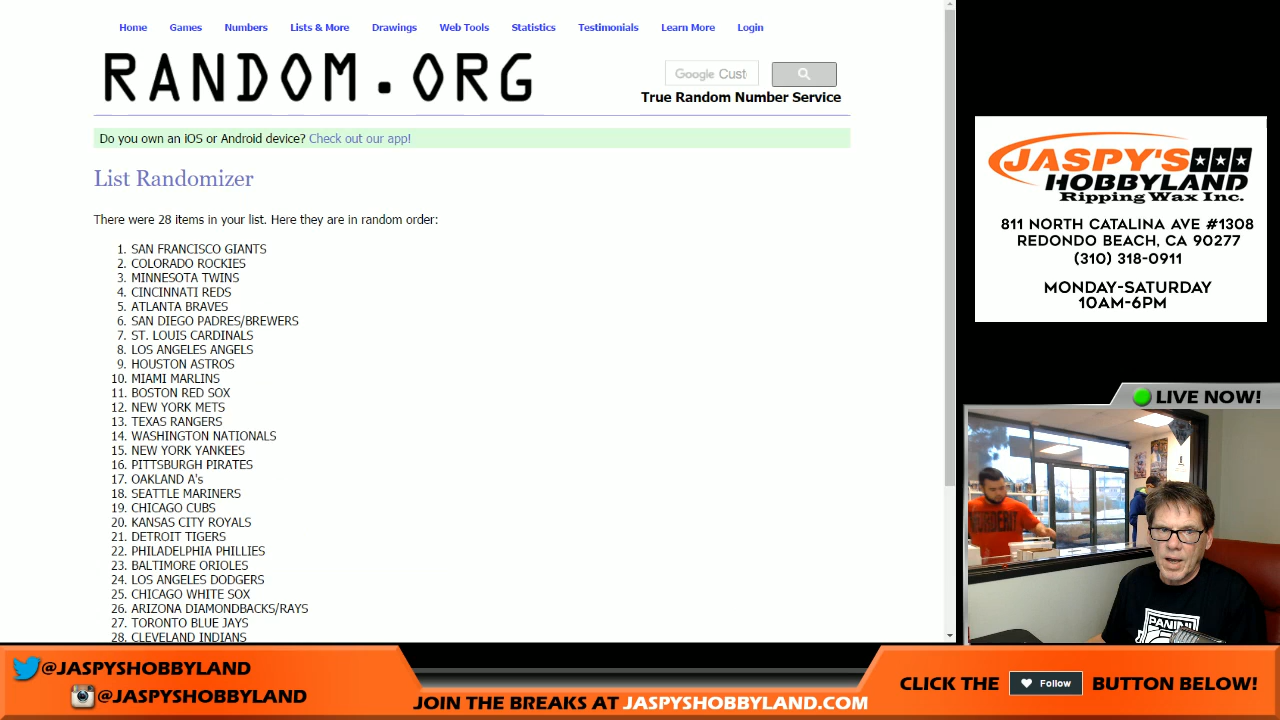 Home Games Numbers Lists & More Drawings Web Tools Statistics Testimonials Learn More Login
RANDOM.ORG
Google Cust
True Random Number Service
Do you own an iOS or Android device? Check out our app!
List Randomizer
There were 28 items in your list. Here they are in random order:
1. SAN FRANCISCO GIANTS
2. COLORADO ROCKIES
3. MINNESOTA TWINS
4. CINCINNATI REDS
5. ATLANTA BRAVES
6. SAN DIEGO PADRES/BREWERS
7. ST. LOUIS CARDINALS
8. LOS ANGELES ANGELS
9. HOUSTON ASTROS
10. MIAMI MARLINS
11. BOSTON RED SOX
12. NEW YORK METS
13. TEXAS RANGERS
14. WASHINGTON NATIONALS
15. NEW YORK YANKEES
16. PITTSBURGH PIRATES
17. OAKLAND A's
18. SEATTLE MARINERS
19. CHICAGO CUBS
20. KANSAS CITY ROYALS
21. DETROIT TIGERS
22. PHILADELPHIA PHILLIES
23. BALTIMORE ORIOLES
24. LOS ANGELES DODGERS
25. CHICAGO WHITE SOX
26. ARIZONA DIAMONDBACKS/RAYS
27. TORONTO BLUE JAYS
28. CLEVELAND INDIANS
JASPY'S
HOBBYLAND
Ripping Wax Inc.
811 NORTH CATALINA AVE #1308
REDONDO BEACH, CA 90277
(310) 318-0911
MONDAY-SATURDAY
10AM-6PM
LIVE NOW!
PANINI
@JASPYSHOBBYLAND
@JASPYSHOBBYLAND
JOIN THE BREAKS AT JASPYSHOBBYLAND.COM
CLICK THE Follow BUTTON BELOW!